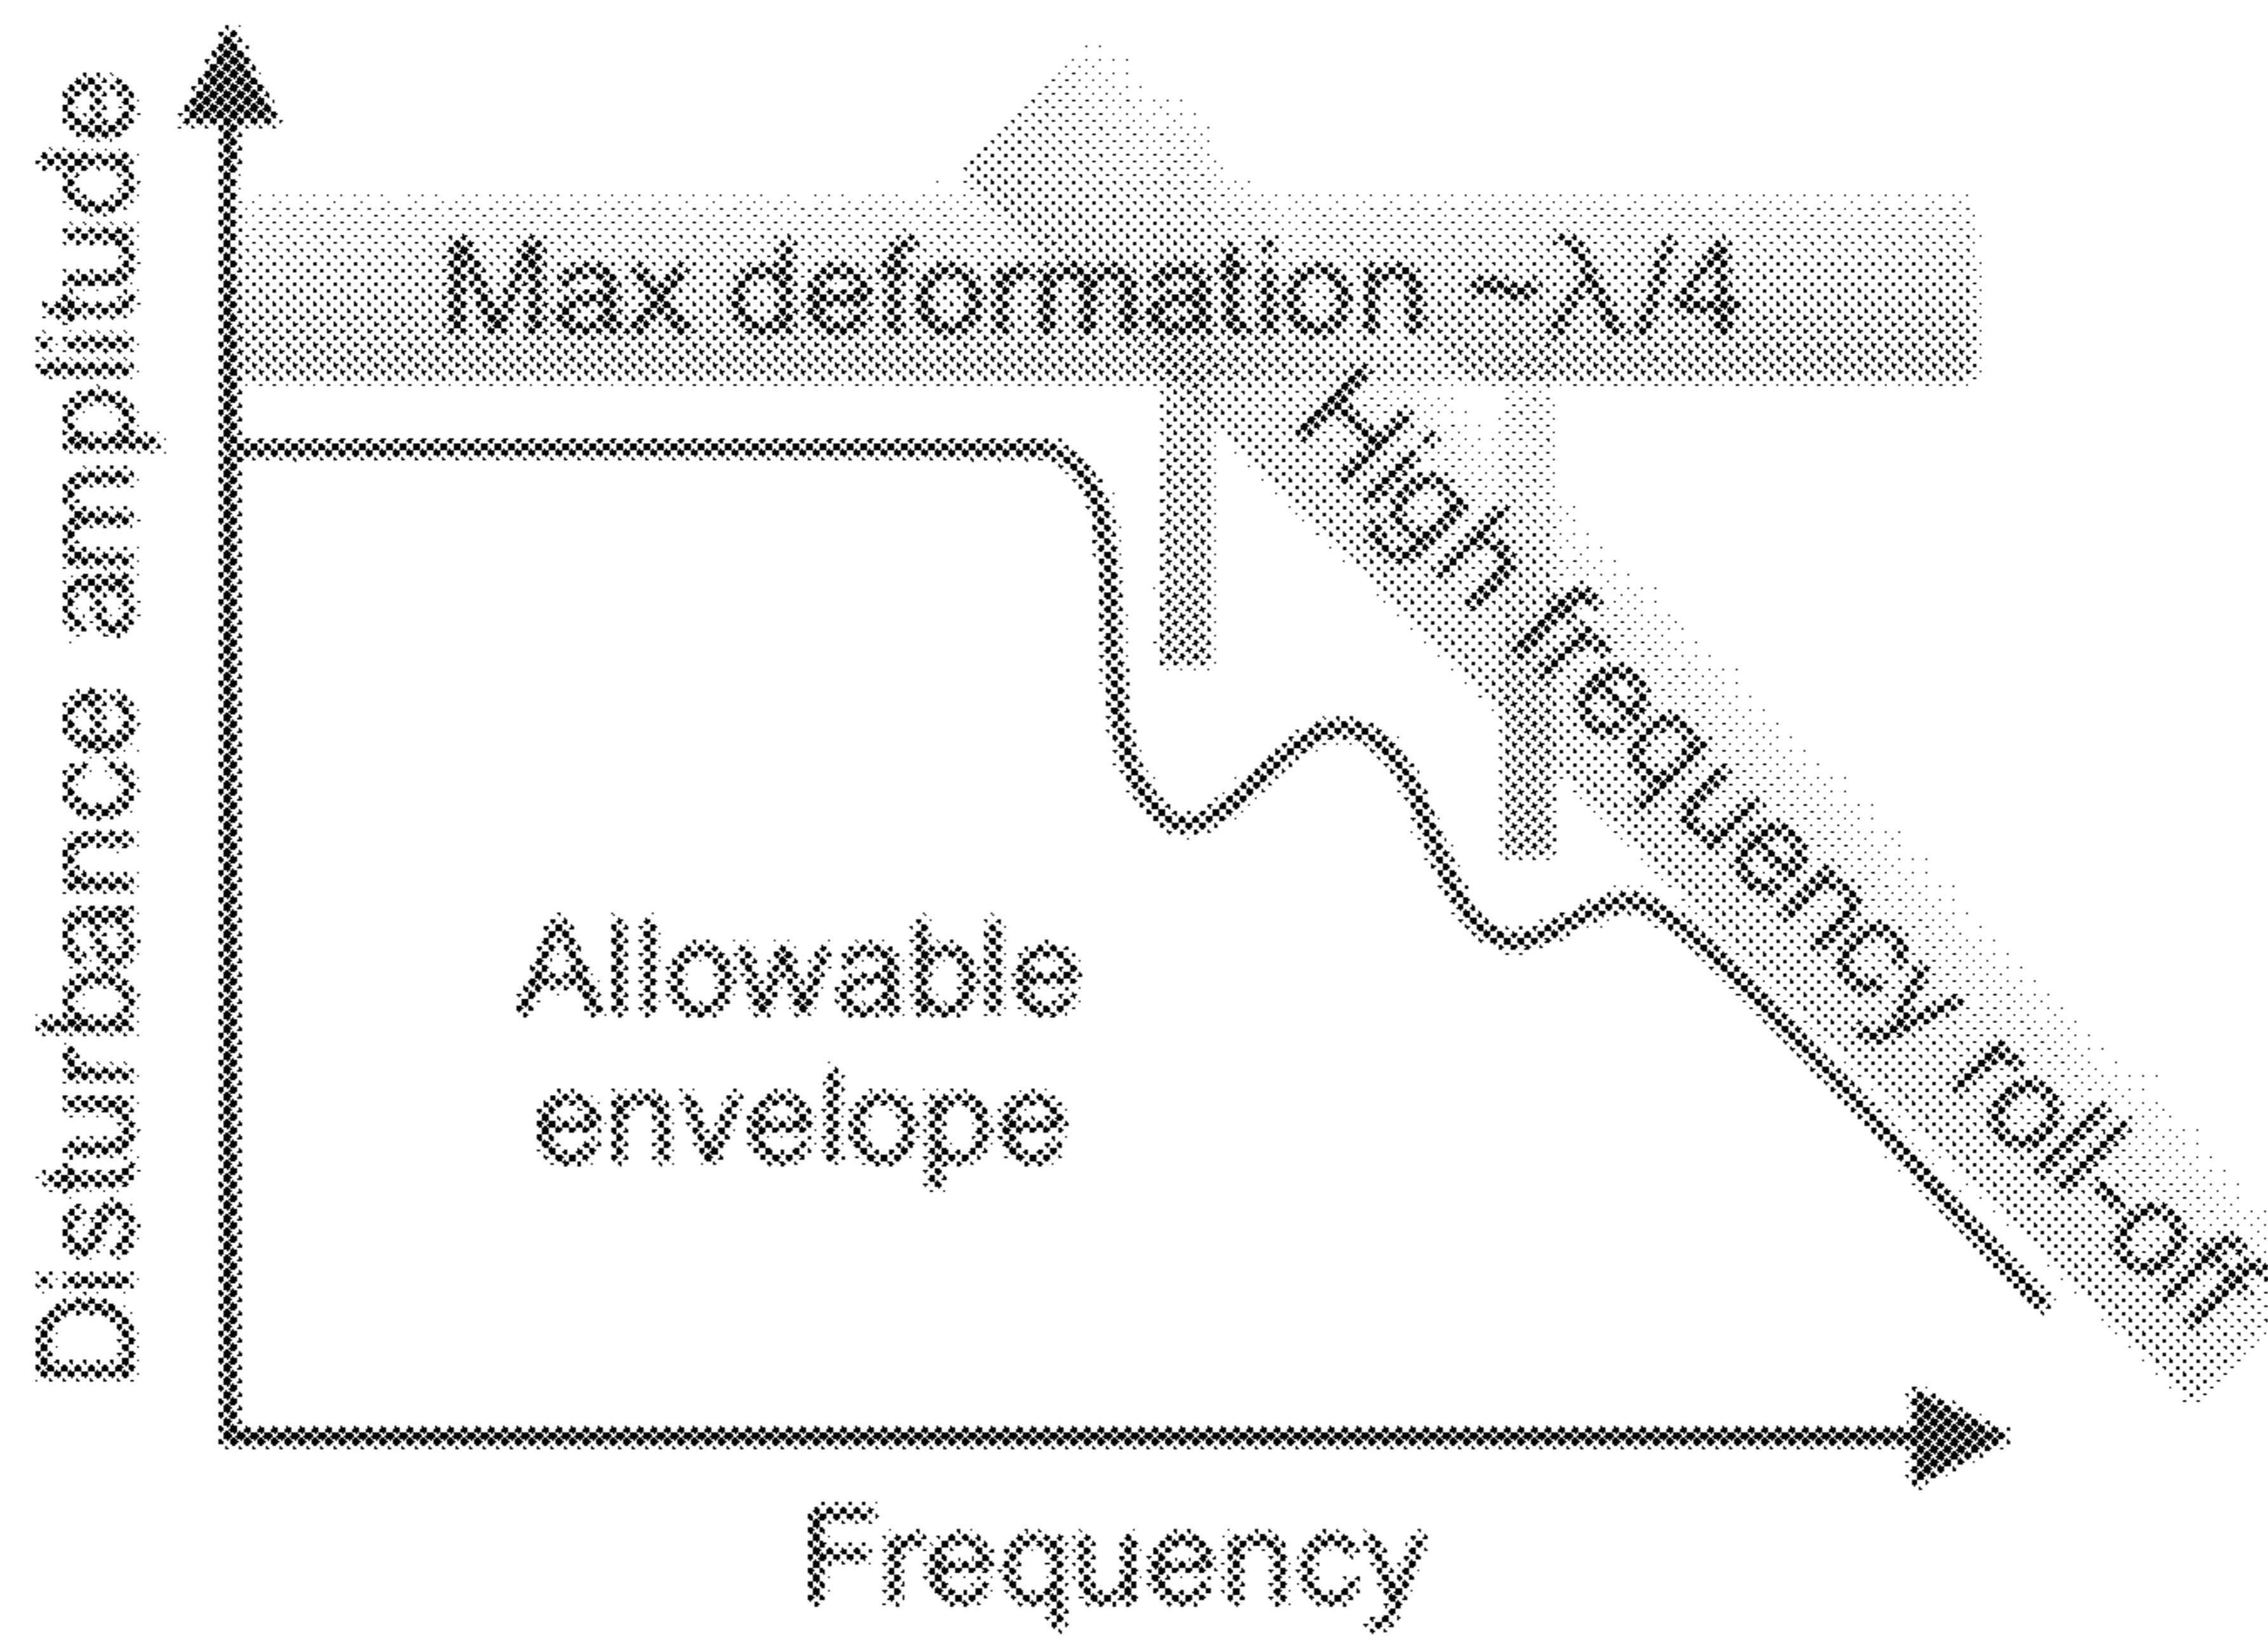 Disturbance amplitude
Max deformation ~λ/4
High frequency roll-off
Allowable
envelope
Frequency